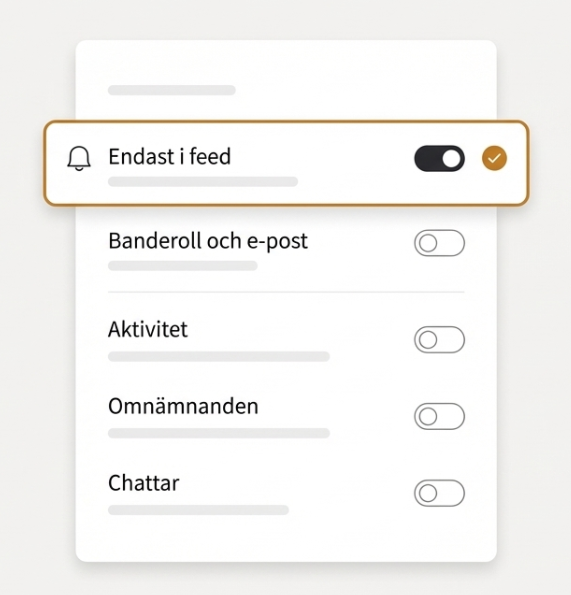 Endast i feed
Banderoll och e-post
Aktivitet
Omnämnanden
Chattar